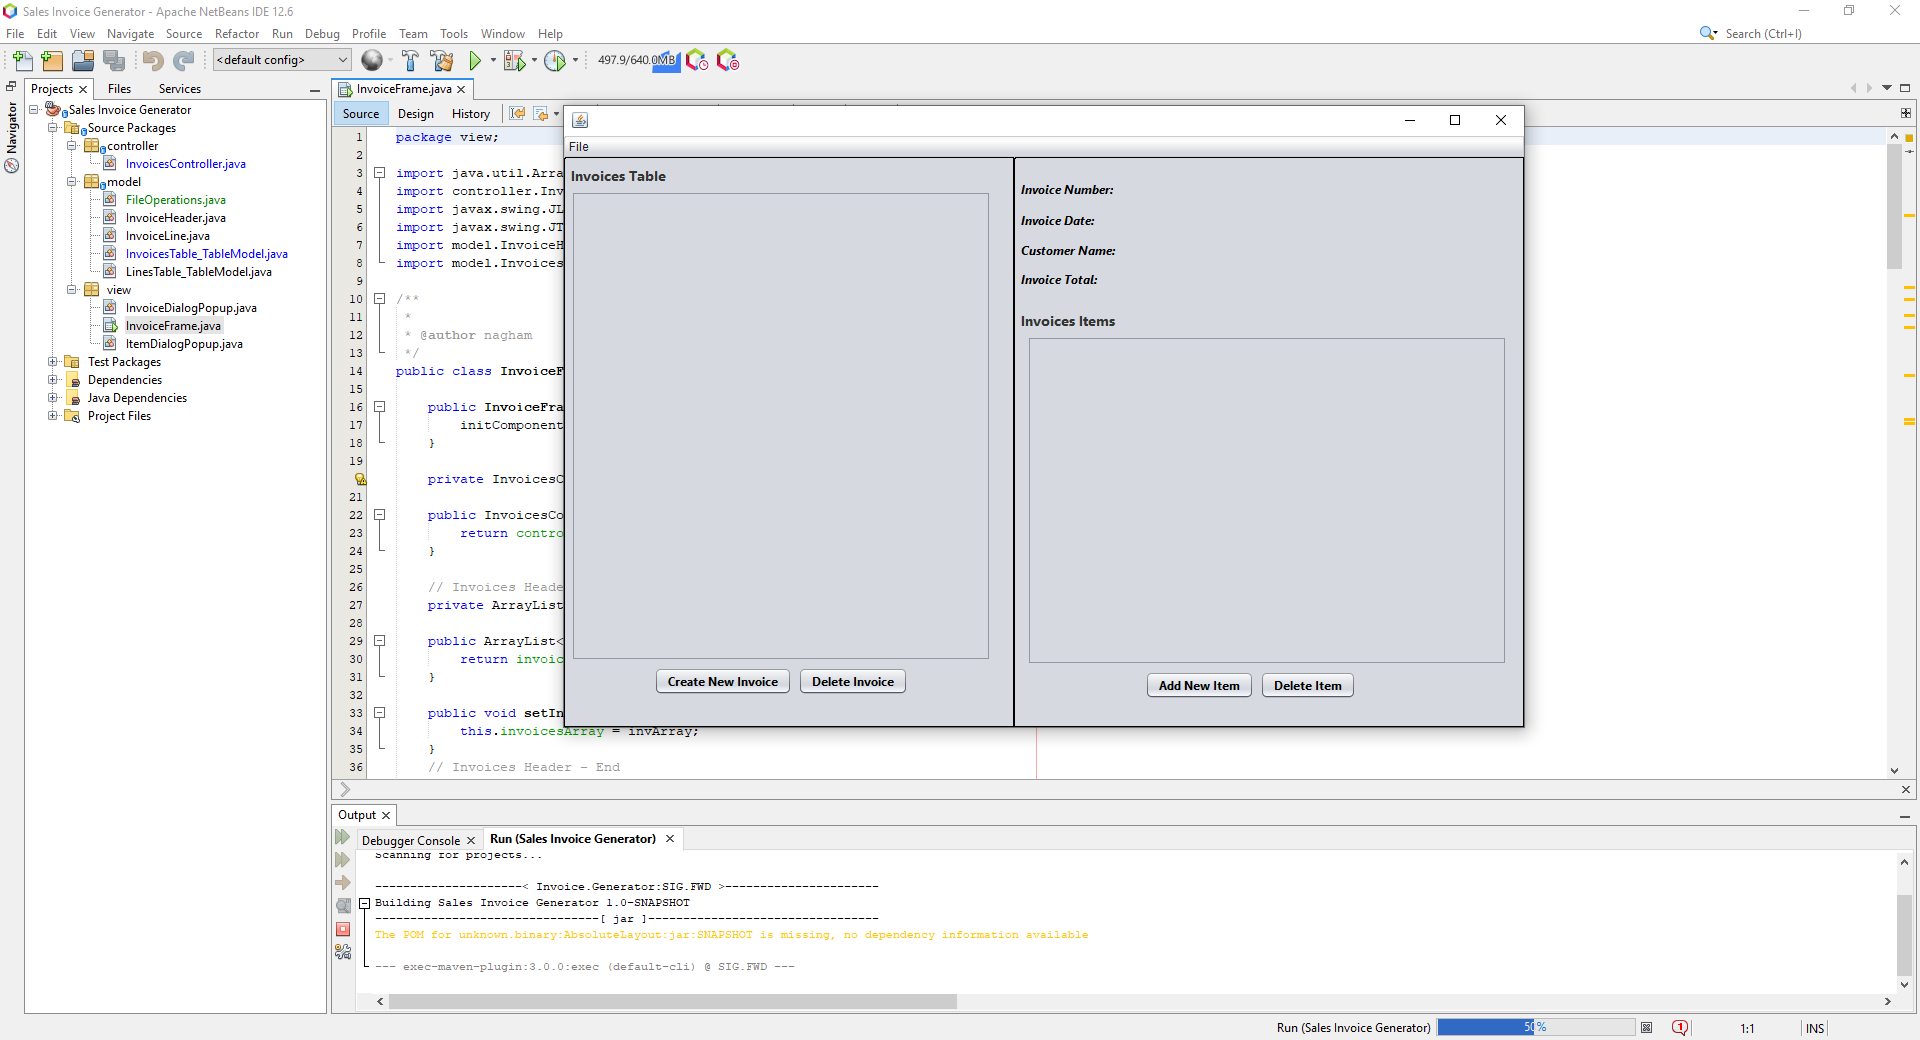 Sales Invoice Generator - Apache NetBeans IDE 12.6
File Edit View Navigate Source Refactor Run Debug Profile Team Tools Window Help
Search (Ctrl+I)
<default config>
497.9/640.0MB
Projects Files Services
Navigator
Sales Invoice Generator
Source Packages
controller
InvoicesController.java
model
FileOperations.java
InvoiceHeader.java
InvoiceLine.java
InvoicesTable_TableModel.java
LinesTable_TableModel.java
view
InvoiceDialogPopup.java
InvoiceFrame.java
ItemDialogPopup.java
Test Packages
Dependencies
Java Dependencies
Project Files
InvoiceFrame.java
Source Design History
1 package view;
2
3 import java.util.Arra
4 import controller.Inv
5 import javax.swing.JL
6 import javax.swing.JT
7 import model.InvoiceH
8 import model.Invoices
9
10 /**
11 *
12 * @author nagham
13 */
14 public class InvoiceF
15
16 public InvoiceFra
17 initComponent
18 }
19
private InvoicesC
21
22 public InvoicesCo
23 return contro
24 }
25
26 // Invoices Heade
27 private ArrayList
28
29 public ArrayList<
30 return invoic
31 }
32
33 public void setIn
34 this.invoicesArray = invArray;
35 }
36 // Invoices Header - End
File
Invoices Table
Create New Invoice Delete Invoice
Invoice Number:
Invoice Date:
Customer Name:
Invoice Total:
Invoices Items
Add New Item Delete Item
Output
Debugger Console Run (Sales Invoice Generator)
Scanning for projects...
---------------------< Invoice.Generator:SIG.FWD >----------------------
Building Sales Invoice Generator 1.0-SNAPSHOT
--------------------------------[ jar ]---------------------------------
The POM for unknown.binary:AbsoluteLayout:jar:SNAPSHOT is missing, no dependency information available
--- exec-maven-plugin:3.0.0:exec (default-cli) @ SIG.FWD ---
Run (Sales Invoice Generator) 50% 1 1:1 INS